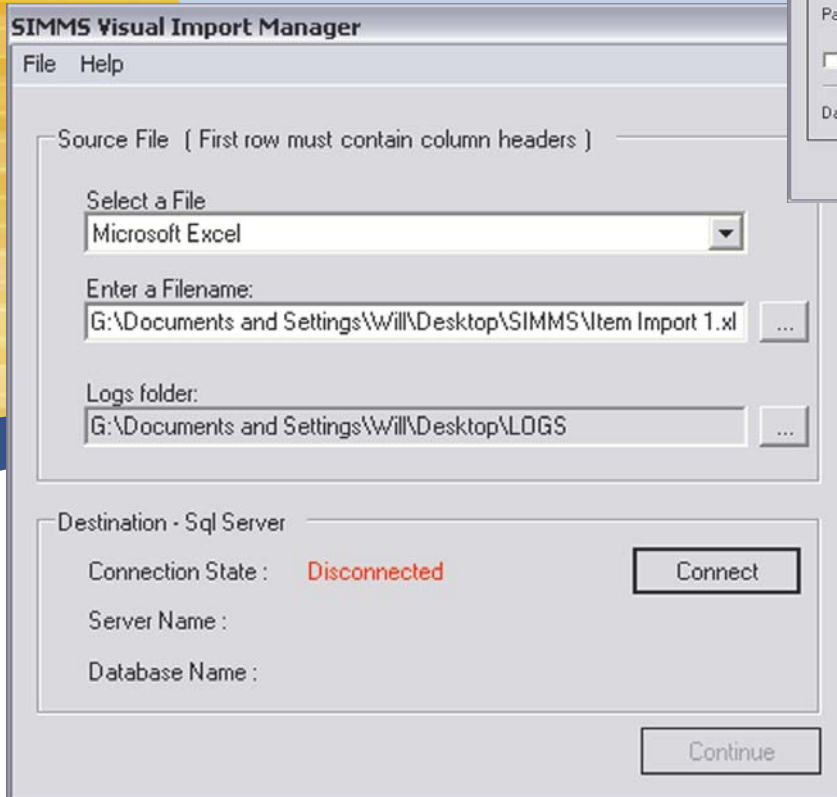 SIMMS Visual Import Manager
File Help
Source File ( First row must contain column headers )
Select a File
Microsoft Excel
Enter a Filename:
G:\Documents and Settings\Will\Desktop\SIMMS\Item Import 1.xl
...
Logs folder:
G:\Documents and Settings\Will\Desktop\LOGS
...
Destination - Sql Server
Connection State : Disconnected
Connect
Server Name :
Database Name :
Continue
Pa
Da